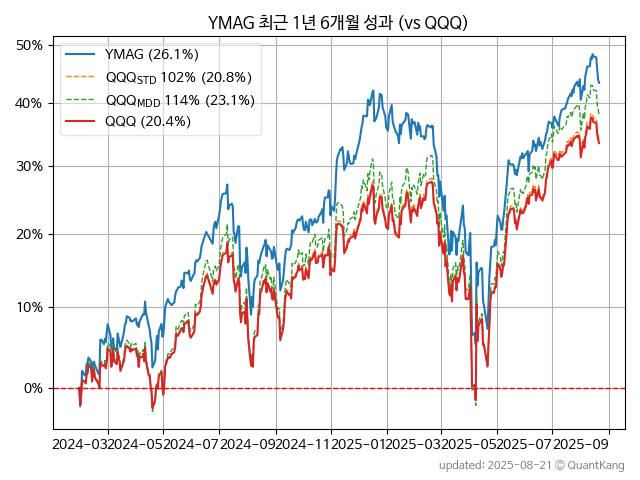 YMAG 최근 1년 6개월 성과 (vs QQQ)
50%
40%
30%
20%
10%
0%
YMAG (26.1%)
QQQSTD 102% (20.8%)
QQQMDD 114% (23.1%)
QQQ (20.4%)
2024-03 2024-05 2024-07 2024-09 2024-11 2025-01 2025-03 2025-05 2025-07 2025-09
updated: 2025-08-21 © QuantKang